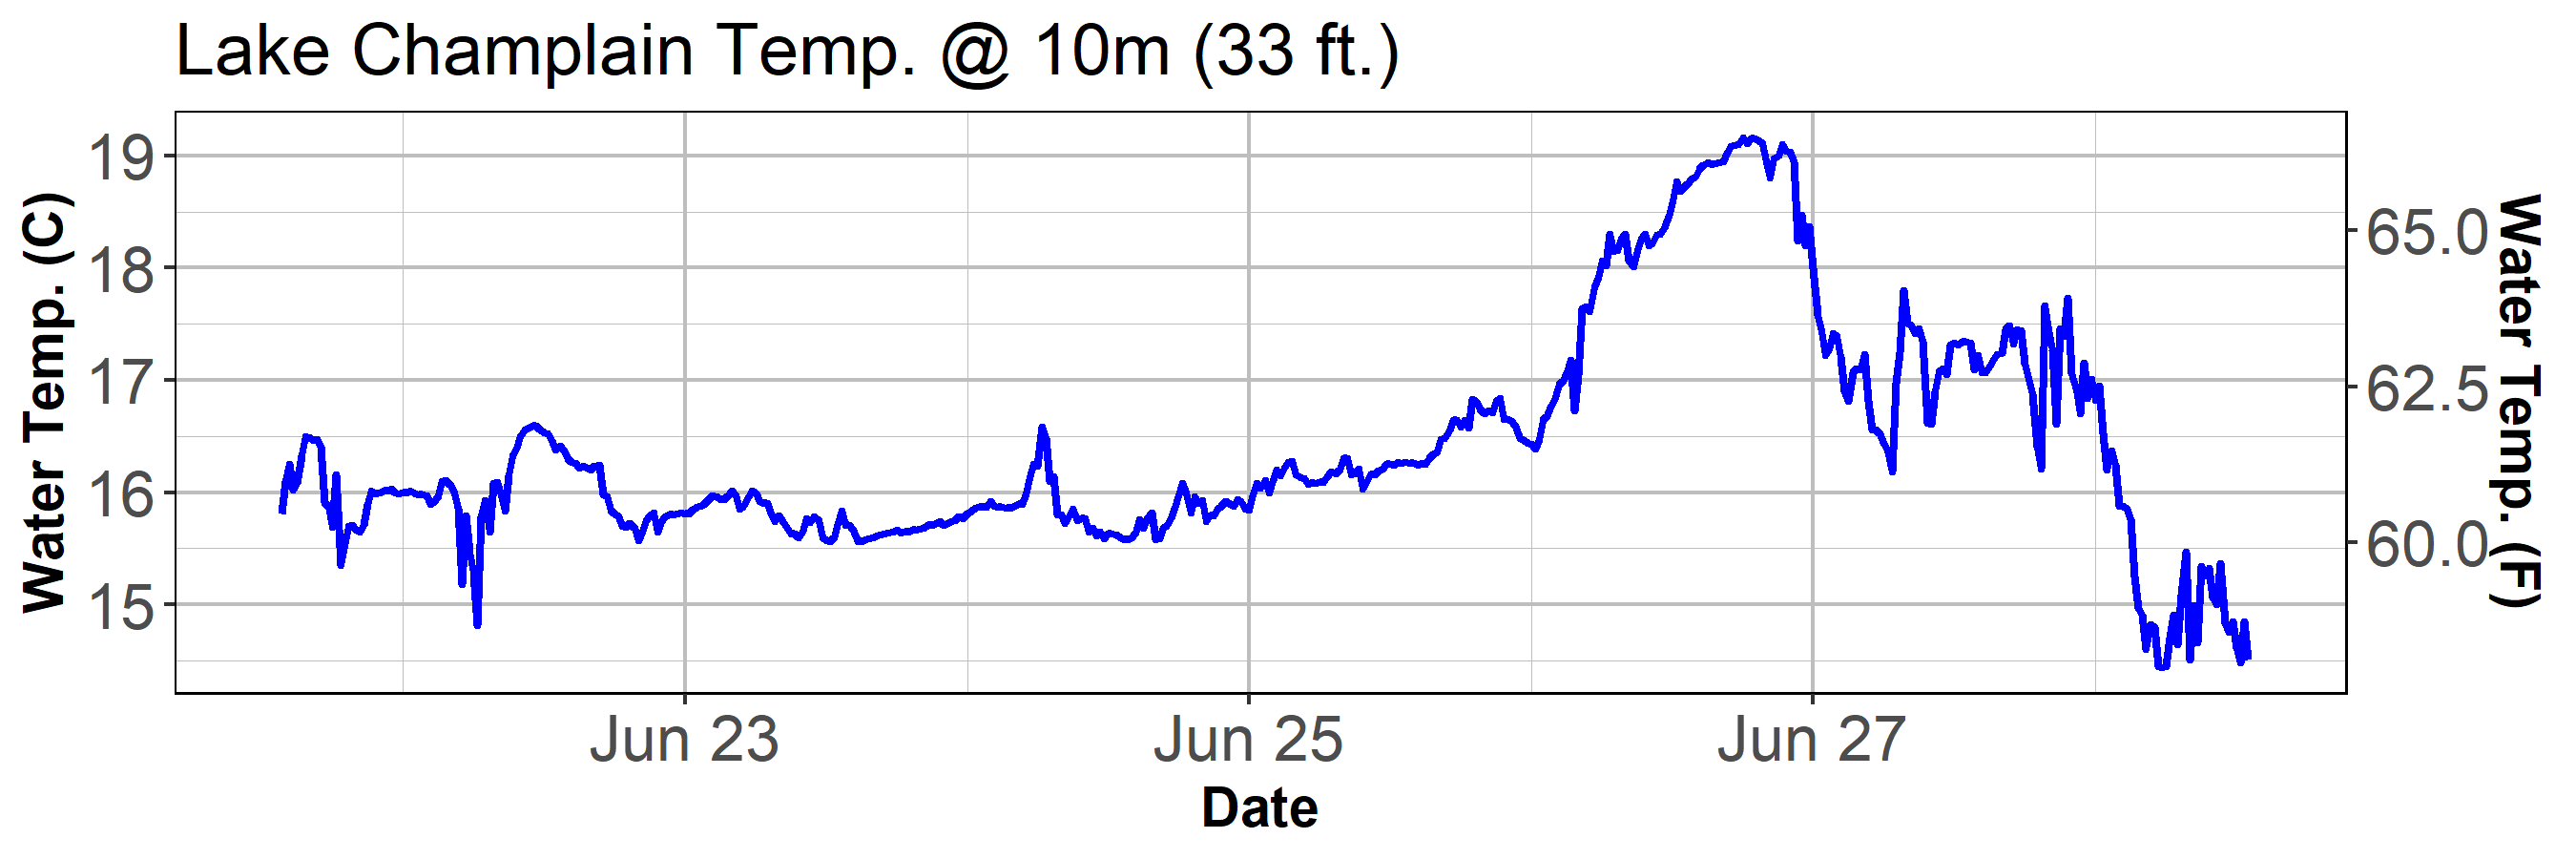 Lake Champlain Temp. @ 10m (33 ft.)
Water Temp. (C)
19
18
17
16
15
65.0
62.5
60.0
Water Temp. (F)
Jun 23
Jun 25
Jun 27
Date